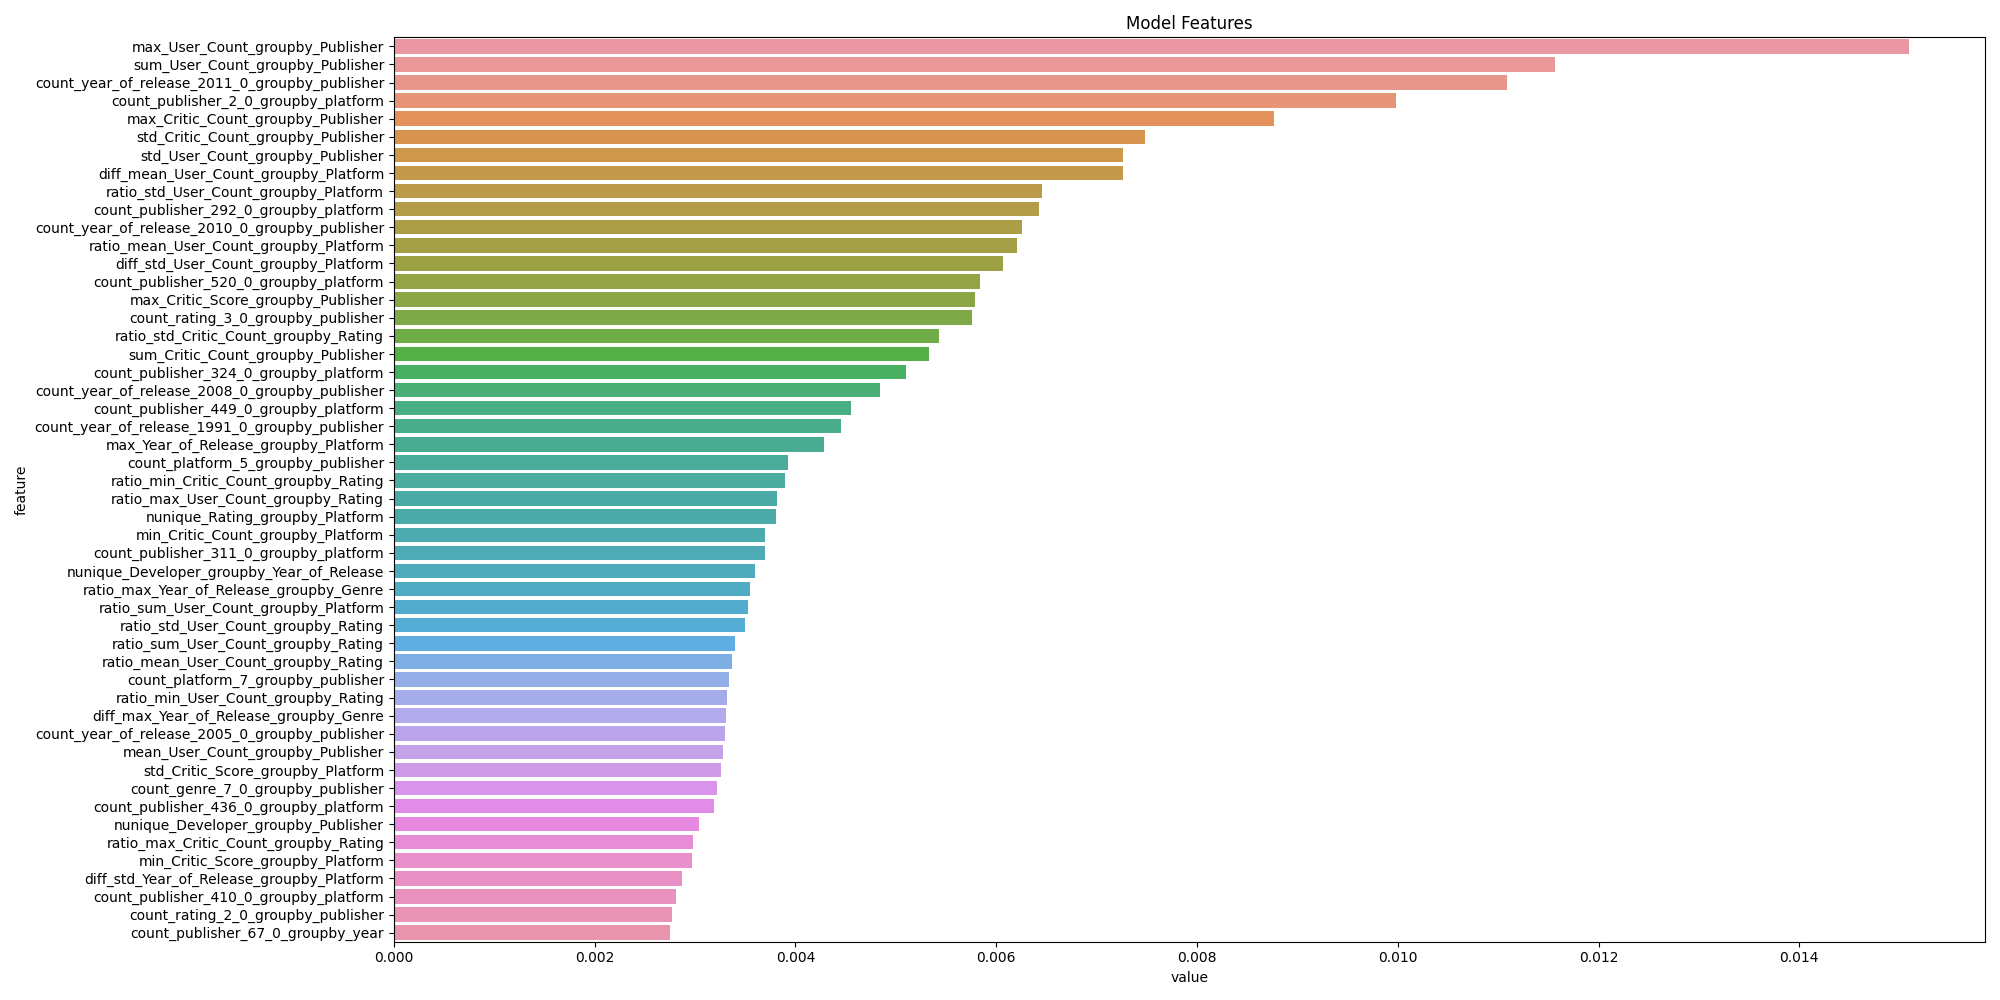 Model Features
max_User_Count_groupby_Publisher
sum_User_Count_groupby_Publisher
count_year_of_release_2011_0_groupby_publisher
count_publisher_2_0_groupby_platform
max_Critic_Count_groupby_Publisher
std_Critic_Count_groupby_Publisher
std_User_Count_groupby_Publisher
diff_mean_User_Count_groupby_Platform
ratio_std_User_Count_groupby_Platform
count_publisher_292_0_groupby_platform
count_year_of_release_2010_0_groupby_publisher
ratio_mean_User_Count_groupby_Platform
diff_std_User_Count_groupby_Platform
count_publisher_520_0_groupby_platform
max_Critic_Score_groupby_Publisher
count_rating_3_0_groupby_publisher
ratio_std_Critic_Count_groupby_Rating
sum_Critic_Count_groupby_Publisher
count_publisher_324_0_groupby_platform
count_year_of_release_2008_0_groupby_publisher
count_publisher_449_0_groupby_platform
count_year_of_release_1991_0_groupby_publisher
max_Year_of_Release_groupby_Platform
count_platform_5_groupby_publisher
ratio_min_Critic_Count_groupby_Rating
ratio_max_User_Count_groupby_Rating
nunique_Rating_groupby_Platform
min_Critic_Count_groupby_Platform
count_publisher_311_0_groupby_platform
nunique_Developer_groupby_Year_of_Release
ratio_max_Year_of_Release_groupby_Genre
ratio_sum_User_Count_groupby_Platform
ratio_std_User_Count_groupby_Rating
ratio_sum_User_Count_groupby_Rating
ratio_mean_User_Count_groupby_Rating
count_platform_7_groupby_publisher
ratio_min_User_Count_groupby_Rating
diff_max_Year_of_Release_groupby_Genre
count_year_of_release_2005_0_groupby_publisher
mean_User_Count_groupby_Publisher
std_Critic_Score_groupby_Platform
count_genre_7_0_groupby_publisher
count_publisher_436_0_groupby_platform
nunique_Developer_groupby_Publisher
ratio_max_Critic_Count_groupby_Rating
min_Critic_Score_groupby_Platform
diff_std_Year_of_Release_groupby_Platform
count_publisher_410_0_groupby_platform
count_rating_2_0_groupby_publisher
count_publisher_67_0_groupby_year
feature
0.000 0.002 0.004 0.006 0.008 0.010 0.012 0.014
value